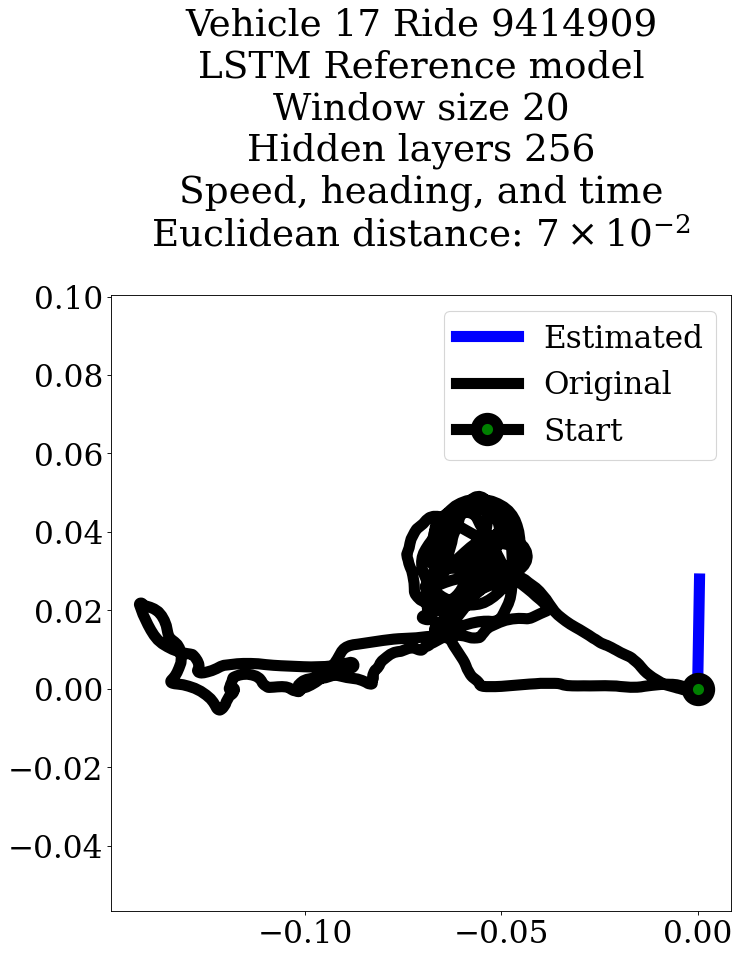 Vehicle 17 Ride 9414909
LSTM Reference model
Window size 20
Hidden layers 256
Speed, heading, and time
Euclidean distance: 7 × 10⁻²
0.10
0.08
0.06
0.04
0.02
0.00
−0.02
−0.04
Estimated
Original
Start
−0.10
−0.05
0.00